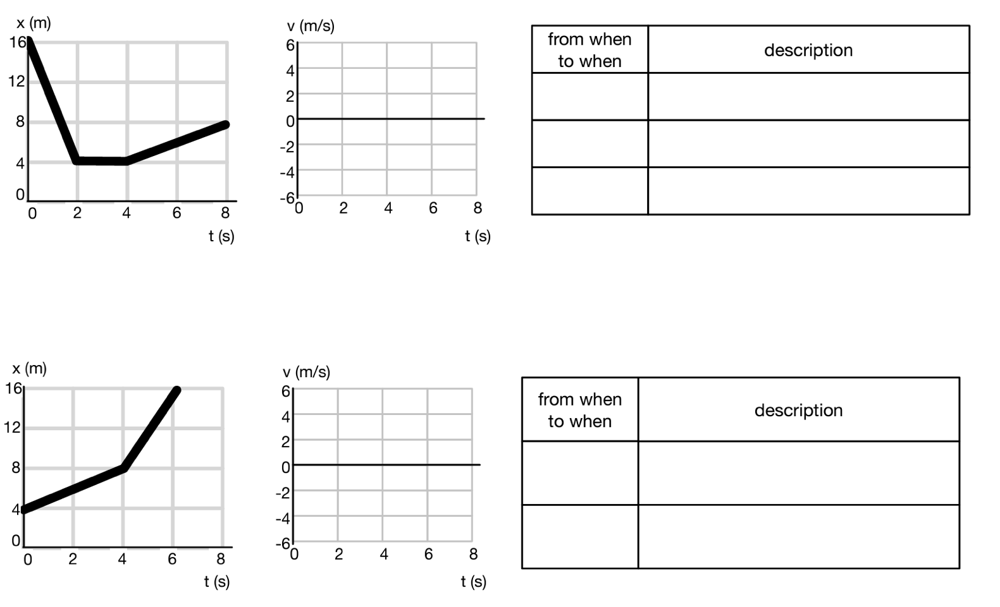 x (m)
16
12
8
4
0
0 2 4 6 8
t (s)
v (m/s)
6
4
2
0
-2
-4
-6
0 2 4 6 8
t (s)
from when
to when
description
x (m)
16
12
8
4
0
0 2 4 6 8
t (s)
v (m/s)
6
4
2
0
-2
-4
-6
0 2 4 6 8
t (s)
from when
to when
description